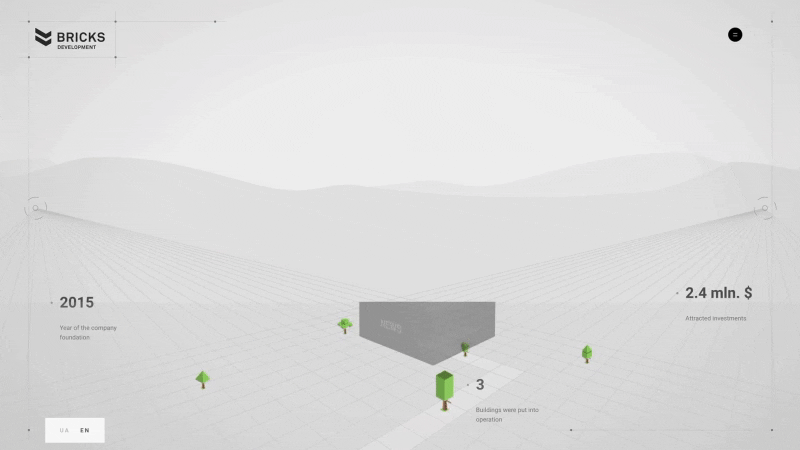 BRICKS
DEVELOPMENT
=
2015
Year of the company
foundation
2.4 mln. $
Attracted investments.
3
Buildings were put into
operation
UA EN